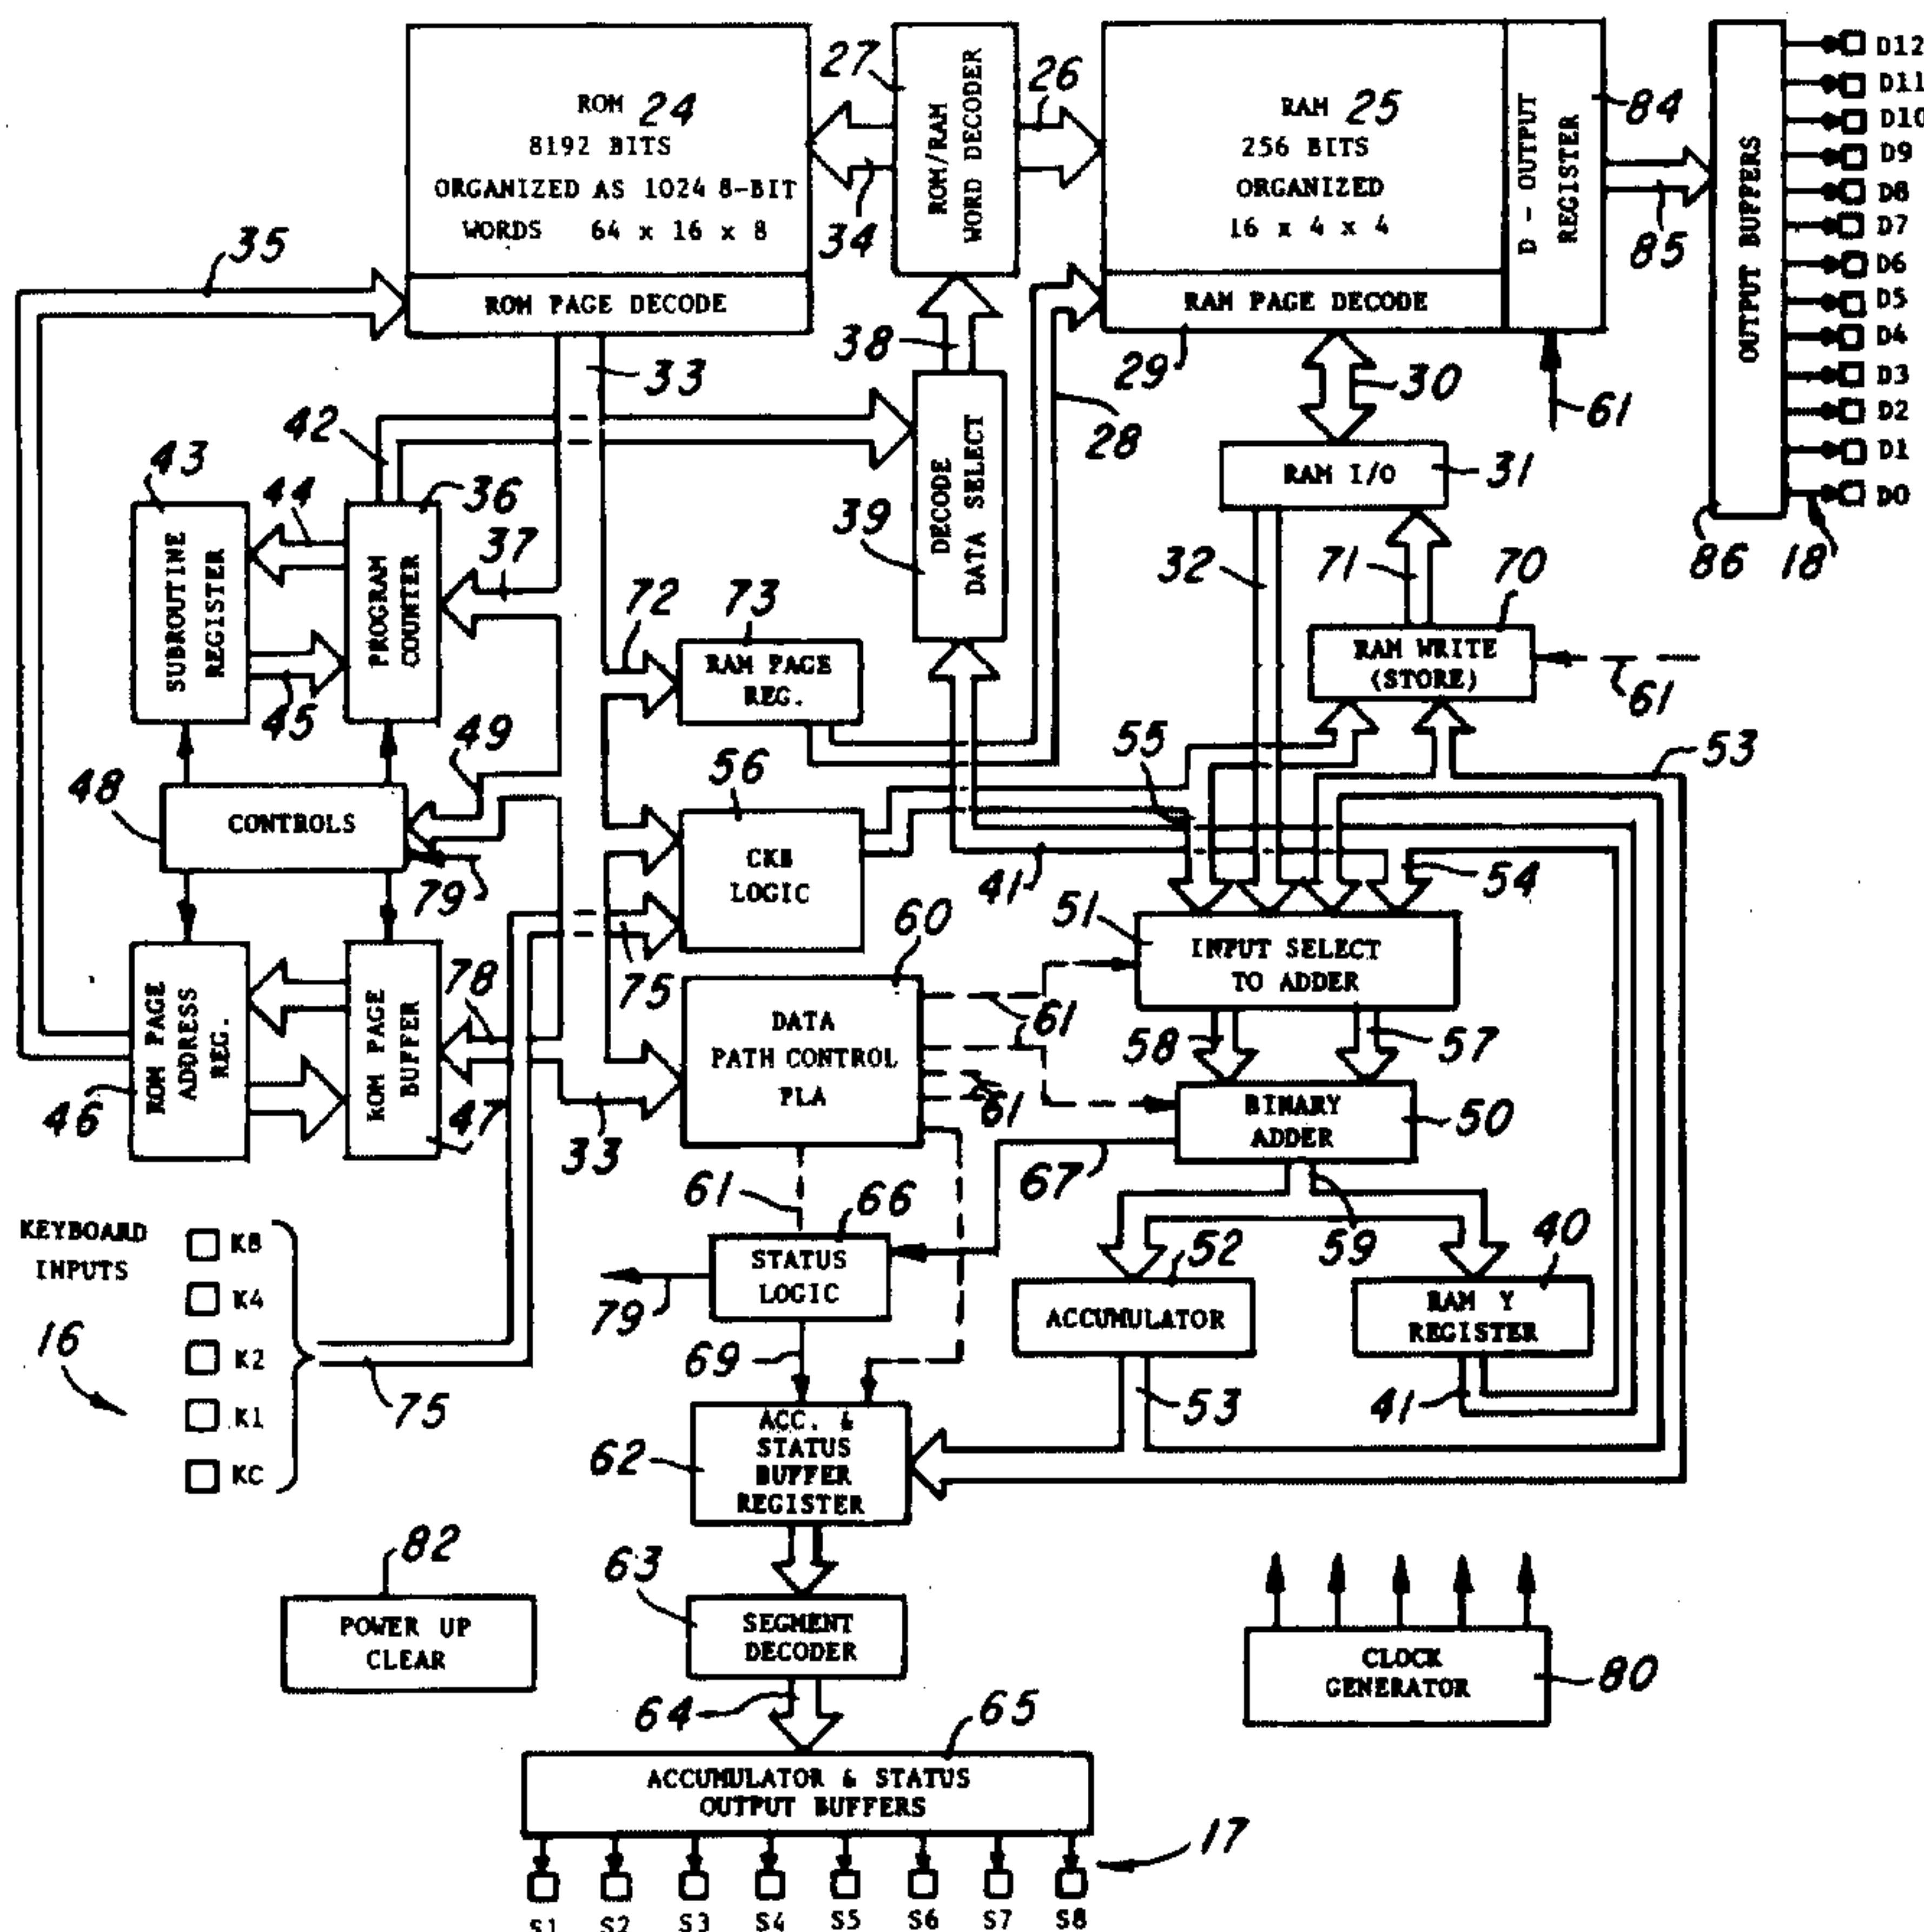 ROM 24
8192 BITS
ORGANIZED AS 1024 8-BIT
WORDS 64 x 16 x 8
ROM PAGE DECODE
27
ROM/RAM
WORD DECODER
26
34
RAM 25
256 BITS
ORGANIZED
16 x 4 x 4
RAM PAGE DECODE
29
D - OUTPUT
REGISTER
84
85
OUTPUT BUFFERS
86
18
D12
D11
D10
D9
D8
D7
D6
D5
D4
D3
D2
D1
D0
35
33
38
28
30
61
42
DECODE
DATA SELECT
39
RAM I/O
31
43
44
36
37
SUBROUTINE
REGISTER
PROGRAM
COUNTER
45
32
71
70
RAM WRITE
(STORE)
61
72
73
RAM PAGE
REG.
49
48
CONTROLS
79
56
CKB
LOGIC
55
53
41
54
51
INPUT SELECT
TO ADDER
75
60
DATA
PATH CONTROL
PLA
61
61
58
57
ROM PAGE
ADDRESS
REG.
46
ROM PAGE
BUFFER
47
78
33
BINARY
ADDER
50
67
59
61
66
STATUS
LOGIC
79
69
52
ACCUMULATOR
40
RAM Y
REGISTER
53
41
KEYBOARD
INPUTS
K8
K4
K2
K1
KC
16
75
62
ACC. &
STATUS
BUFFER
REGISTER
82
POWER UP
CLEAR
63
SEGMENT
DECODER
64
65
ACCUMULATOR & STATUS
OUTPUT BUFFERS
17
S1 S2 S3 S4 S5 S6 S7 S8
CLOCK
GENERATOR
80